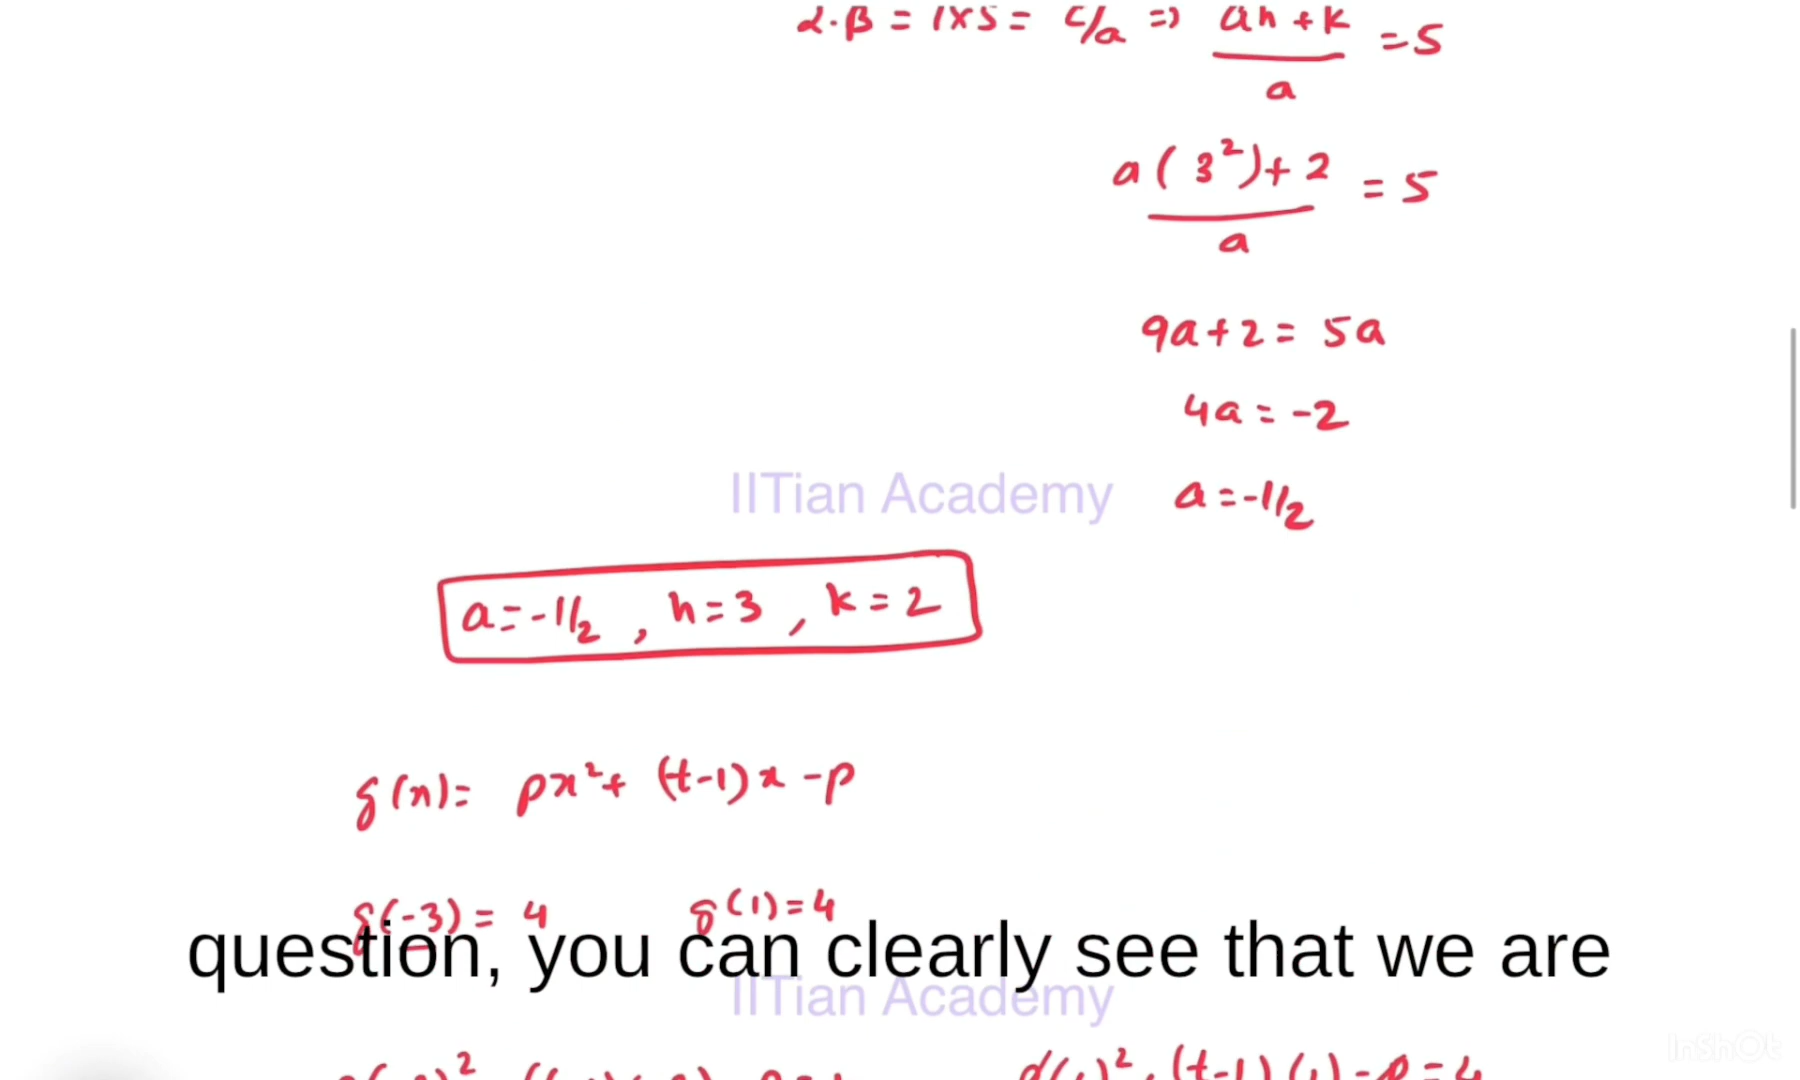 α·β = 1×5 = c/a ⇒ ah + k / a = 5
a(3²)+2 / a = 5
9a+2 = 5a
4a = -2
IITian Academy
a = -1/2
a = -1/2 , h = 3 , k = 2
g(x) = px² + (t-1)x - p
g(-3) = 4 g(1) = 4
question, you can clearly see that we are
IITian Academy
InShOt